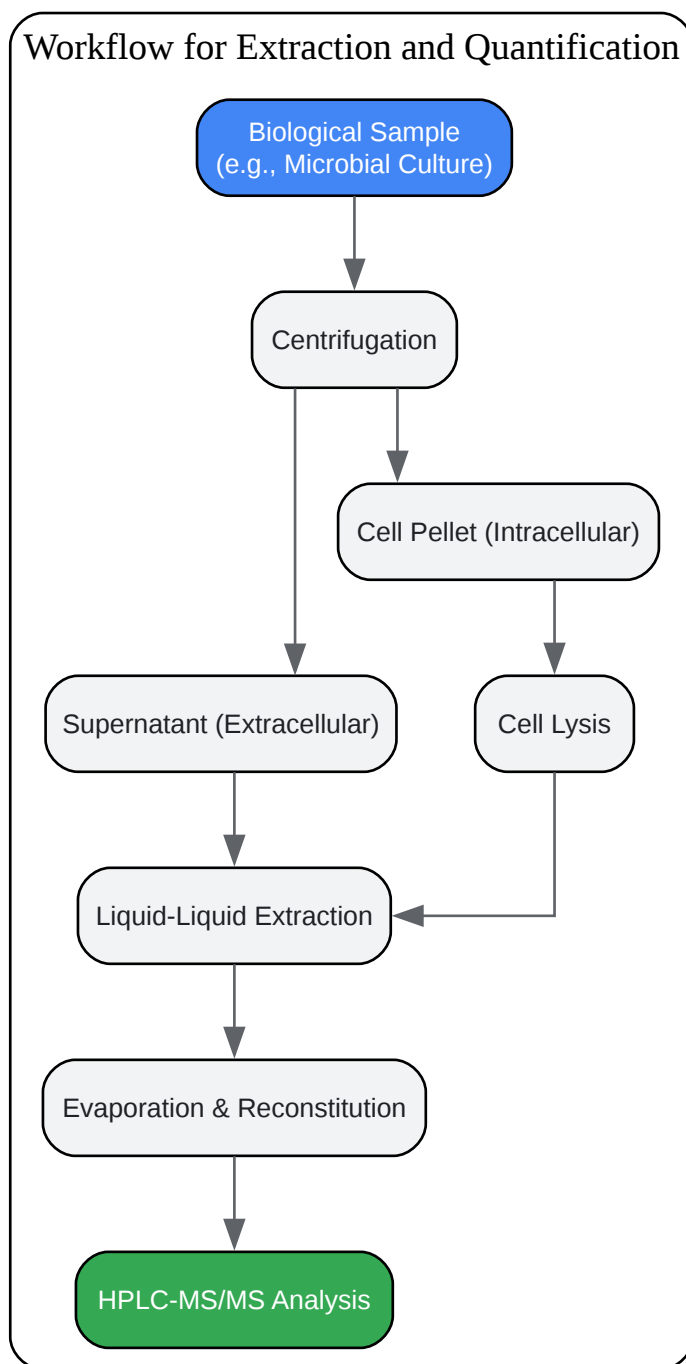 Workflow for Extraction and Quantification
Biological Sample
(e.g., Microbial Culture)
Centrifugation
Cell Pellet (Intracellular)
Supernatant (Extracellular)
Cell Lysis
Liquid-Liquid Extraction
Evaporation & Reconstitution
HPLC-MS/MS Analysis